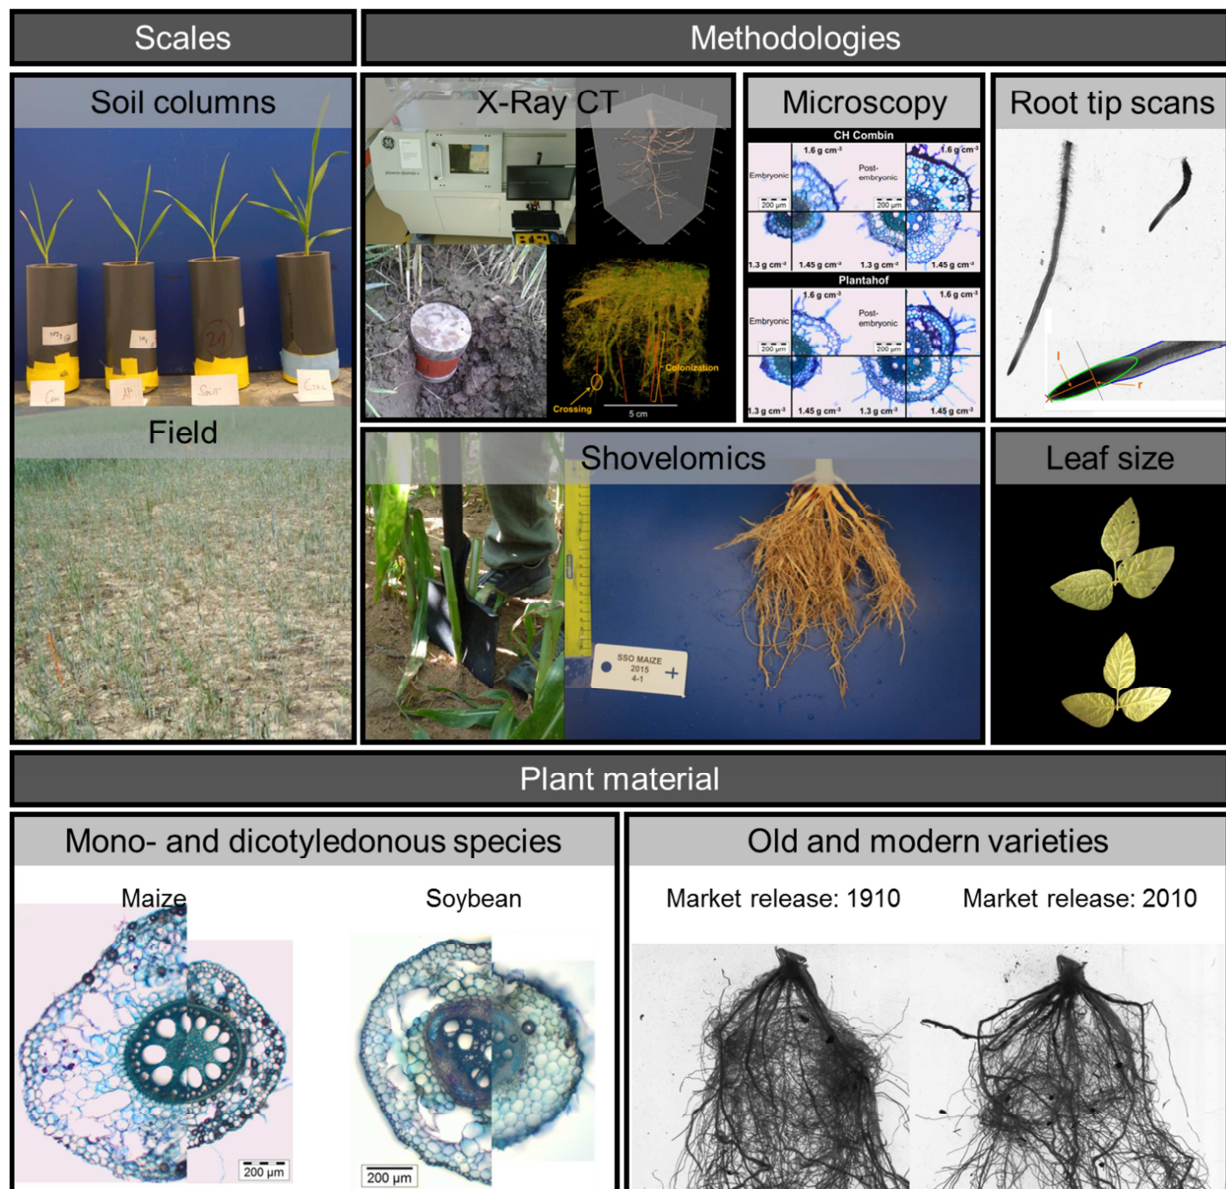 Scales
Methodologies
Soil columns
X-Ray CT
Microscopy
Root tip scans
CH Combin
1.6 g cm⁻³
1.6 g cm⁻³
Embryonic
Post-
embryonic
200 µm
200 µm
1.3 g cm⁻³
1.45 g cm⁻³
1.3 g cm⁻³
1.45 g cm⁻³
Plantahof
1.6 g cm⁻³
1.6 g cm⁻³
Embryonic
Post-
embryonic
200 µm
200 µm
1.3 g cm⁻³
1.45 g cm⁻³
1.3 g cm⁻³
1.45 g cm⁻³
Colonization
Crossing
5 cm
l
r
21
Field
Shovelomics
Leaf size
SSO MAIZE
2015
4-1
Plant material
Mono- and dicotyledonous species
Old and modern varieties
Maize
Soybean
Market release: 1910
Market release: 2010
200 µm
200 µm